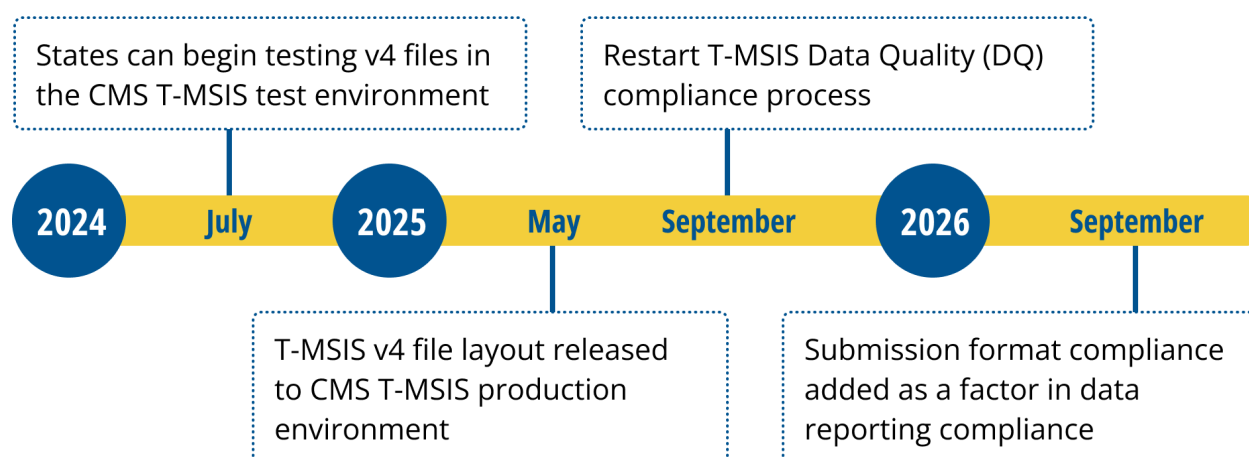 States can begin testing v4 files in
the CMS T-MSIS test environment
Restart T-MSIS Data Quality (DQ)
compliance process
2024
July
2025
May
September
2026
September
T-MSIS v4 file layout released
to CMS T-MSIS production
environment
Submission format compliance
added as a factor in data
reporting compliance